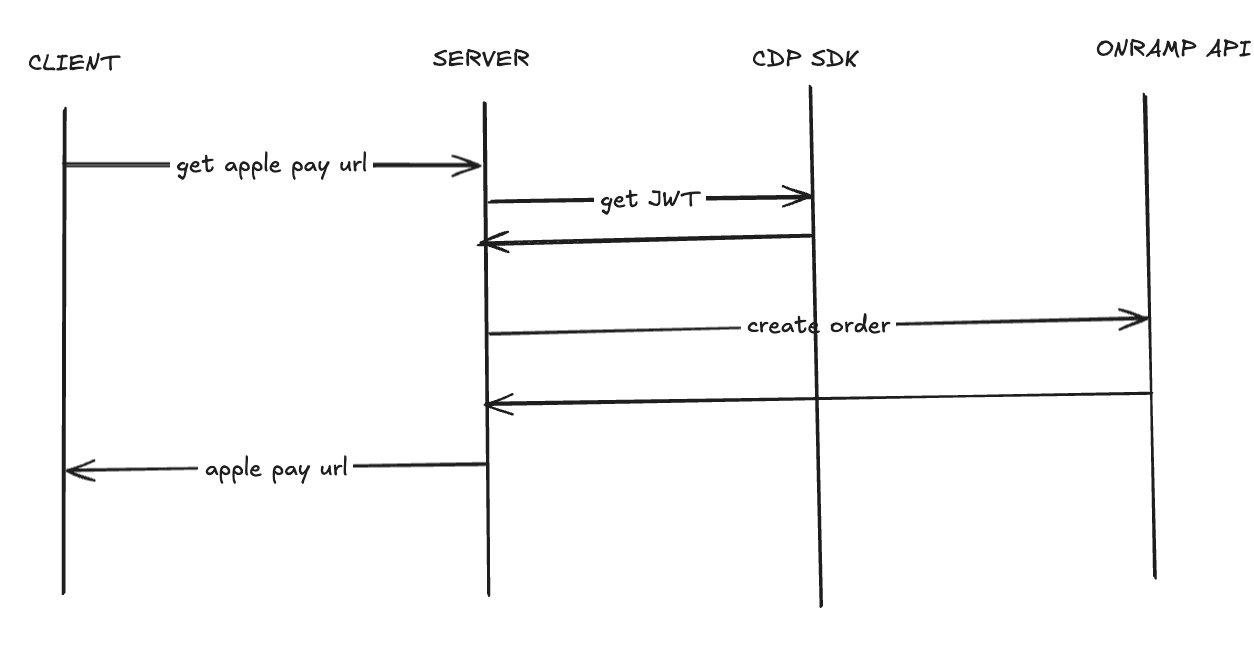 CLIENT
SERVER
CDP SDK
ONRAMP API
get apple pay url
get JWT
create order
apple pay url